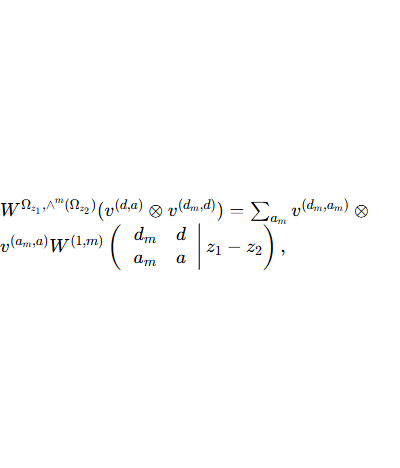 $W^{\Omega_{z_1},\wedge^m(\Omega_{z_2})}(v^{(d,a)} \otimes v^{(d_m,d)}) = \sum_{a_m} v^{(d_m,a_m)} \otimes$
$v^{(a_m,a)} W^{(1,m)} \left( \begin{array}{cc} d_m & d \\ a_m & a \end{array} \middle| z_1 - z_2 \right),$